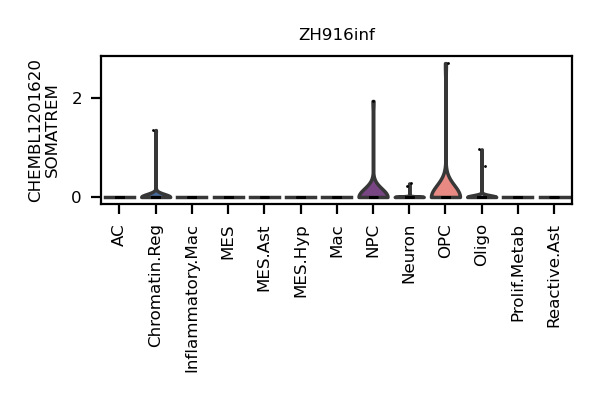 ZH916inf
CHEMBL1201620
SOMATREM
2
0
AC
Chromatin.Reg
Inflammatory.Mac
MES
MES.Ast
MES.Hyp
Mac
NPC
Neuron
OPC
Oligo
Prolif.Metab
Reactive.Ast